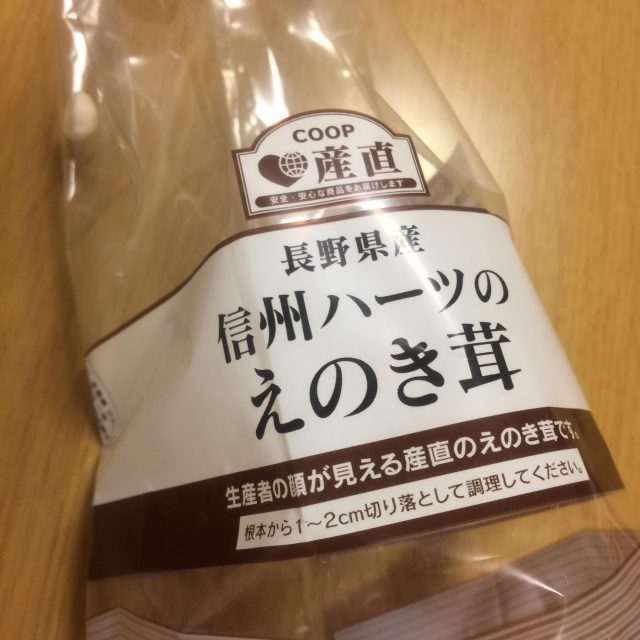 COOP
産直
安全・安心な商品をお届けします
長野県産
信州ハーツの
えのき茸
生産者の顔が見える産直のえのき茸です。
根本から1~2cm切り落として調理してください。